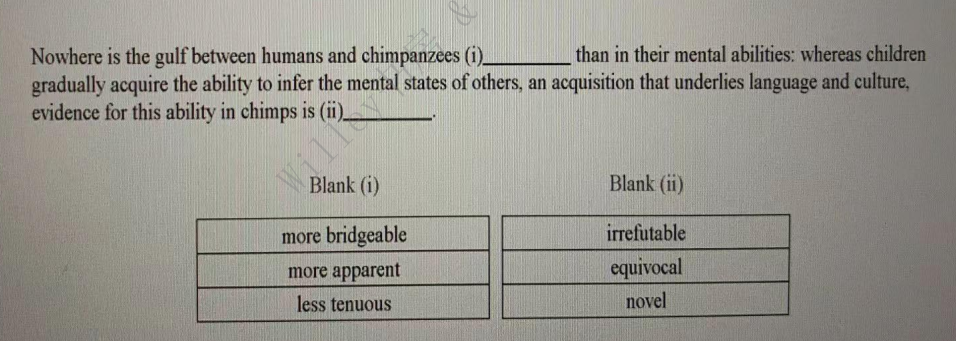 Nowhere is the gulf between humans and chimpanzees (i)__________ than in their mental abilities: whereas children
gradually acquire the ability to infer the mental states of others, an acquisition that underlies language and culture,
evidence for this ability in chimps is (ii)__________.
Blank (i) Blank (ii)
more bridgeable irrefutable
more apparent equivocal
less tenuous novel